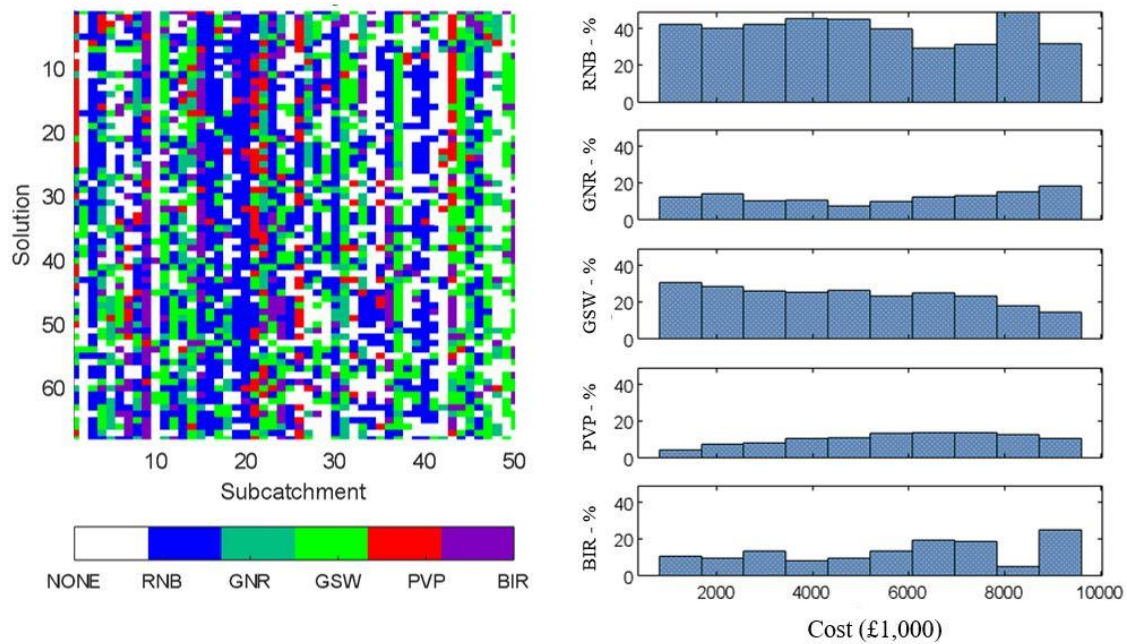 10
20
30
40
50
60
Solution
10 20 30 40 50
Subcatchment
NONE RNB GNR GSW PVP BIR
40
20
0
RNB - %
40
20
0
GNR - %
40
20
0
GSW - %
40
20
0
PVP - %
40
20
0
BIR - %
2000 4000 6000 8000 10000
Cost (£1,000)